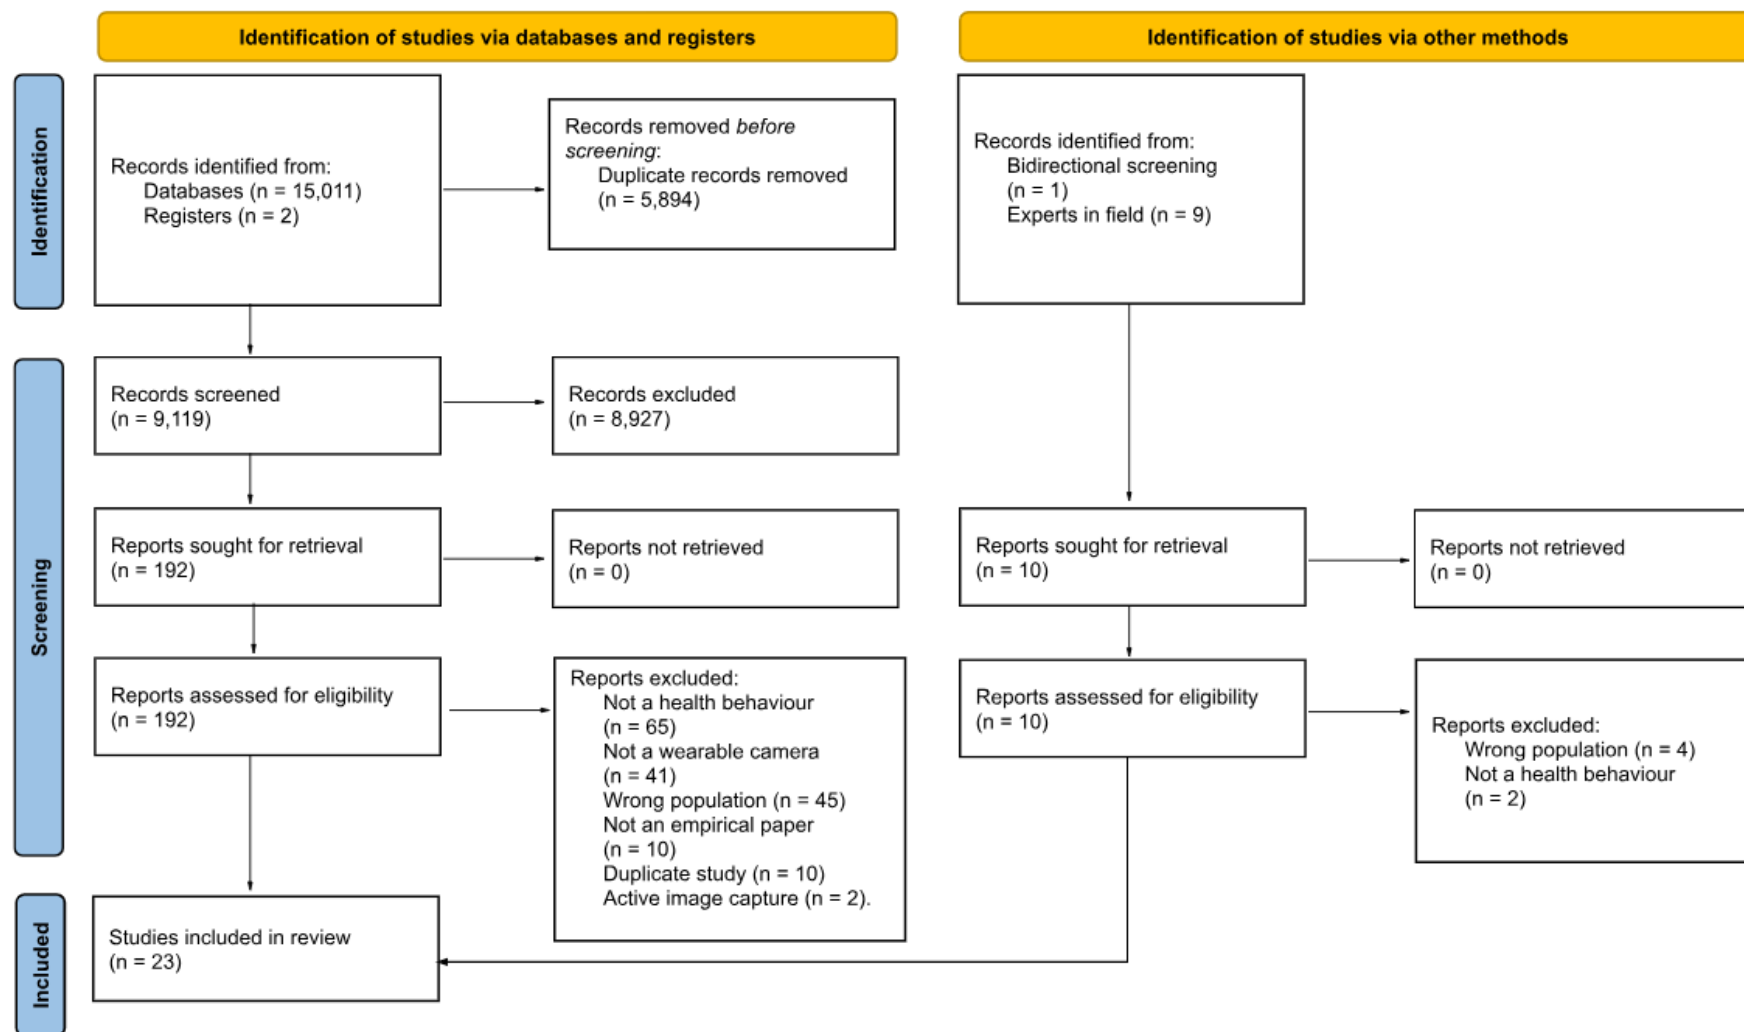 Identification of studies via databases and registers
Identification of studies via other methods
Identification
Records identified from:
Databases (n = 15,011)
Registers (n = 2)
Records removed before
screening:
Duplicate records removed
(n = 5,894)
Records identified from:
Bidirectional screening
(n = 1)
Experts in field (n = 9)
Screening
Records screened
(n = 9,119)
Records excluded
(n = 8,927)
Reports sought for retrieval
(n = 192)
Reports not retrieved
(n = 0)
Reports sought for retrieval
(n = 10)
Reports not retrieved
(n = 0)
Reports assessed for eligibility
(n = 192)
Reports excluded:
Not a health behaviour
(n = 65)
Not a wearable camera
(n = 41)
Wrong population (n = 45)
Not an empirical paper
(n = 10)
Duplicate study (n = 10)
Active image capture (n = 2).
Reports assessed for eligibility
(n = 10)
Reports excluded:
Wrong population (n = 4)
Not a health behaviour
(n = 2)
Included
Studies included in review
(n = 23)